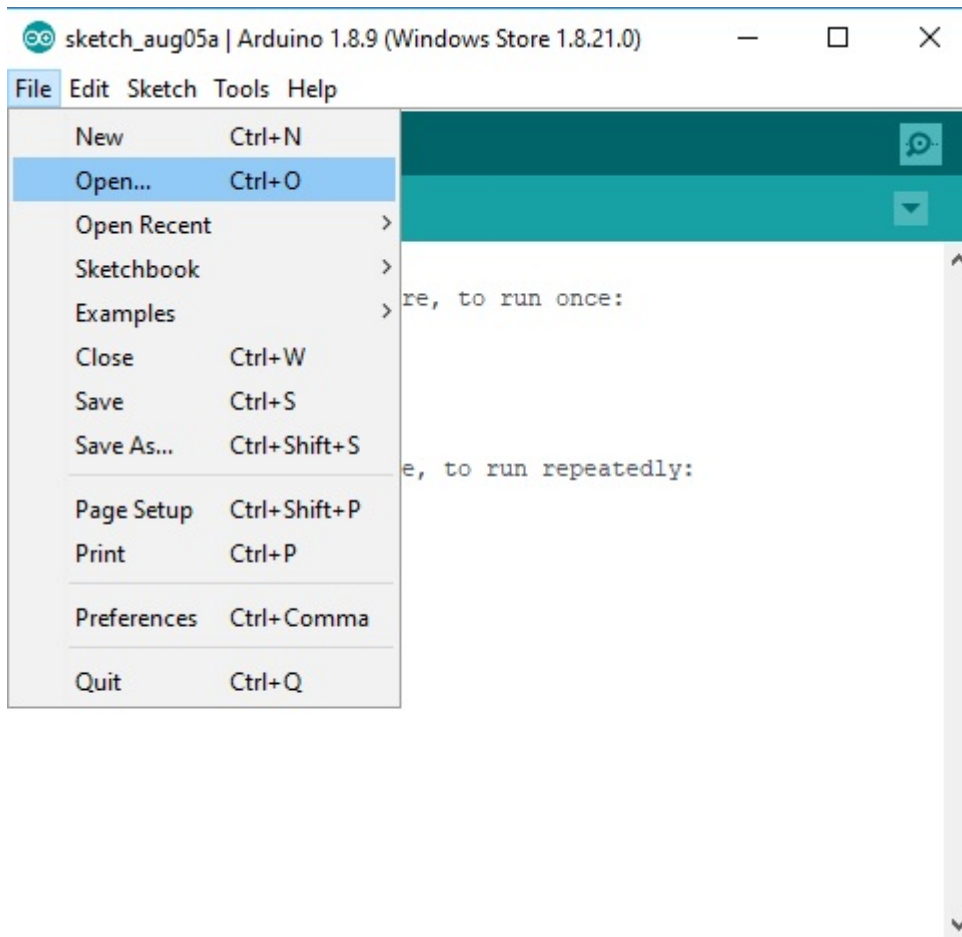 sketch_aug05a | Arduino 1.8.9 (Windows Store 1.8.21.0)
File Edit Sketch Tools Help
New Ctrl+N
Open... Ctrl+O
Open Recent
Sketchbook
re, to run once:
Examples
Close Ctrl+W
Save Ctrl+S
Save As... Ctrl+Shift+S
e, to run repeatedly:
Page Setup Ctrl+Shift+P
Print Ctrl+P
Preferences Ctrl+Comma
Quit Ctrl+Q